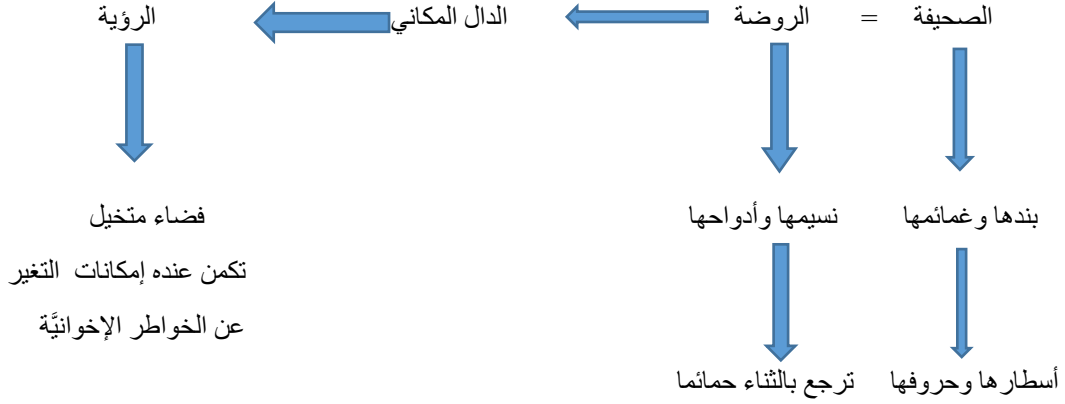 الصحيفة = الروضة الدال المكاني الرؤية
بندها وغمائمها نسيمها وأدواحها فضاء متخيل
تكمن عنده إمكانات التغير
عن الخواطر الإخوانيَّة
أسطارها وحروفها ترجع بالثناء حمائما